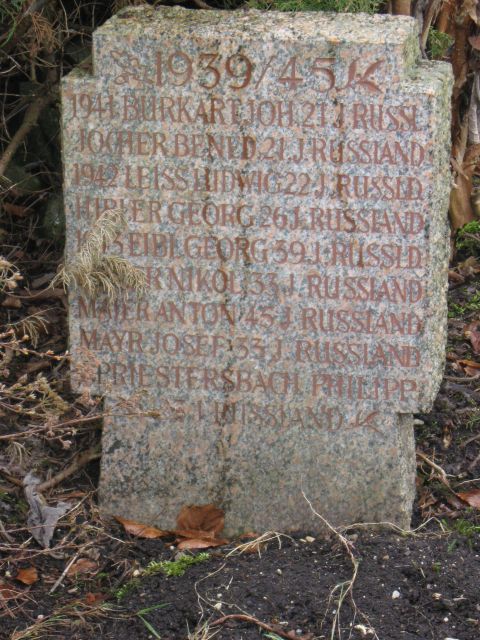 1939/45
1941 BURKART JOH. 21 J. RUSSL.
JOCHER BENED. 21. J. RUSSLAND
1942 LEISS LUDWIG 22 J. RUSSLD.
HIBLER GEORG 26 J. RUSSLAND
EIBL GEORG 39 J. RUSSLD.
NIKOL. 33 J. RUSSLAND
MAIER ANTON 43 J. RUSSLAND
MAYR JOSEF 33 J. RUSSLAND
PRIESTERSBACH. PHILIPP.
RUSSLAND